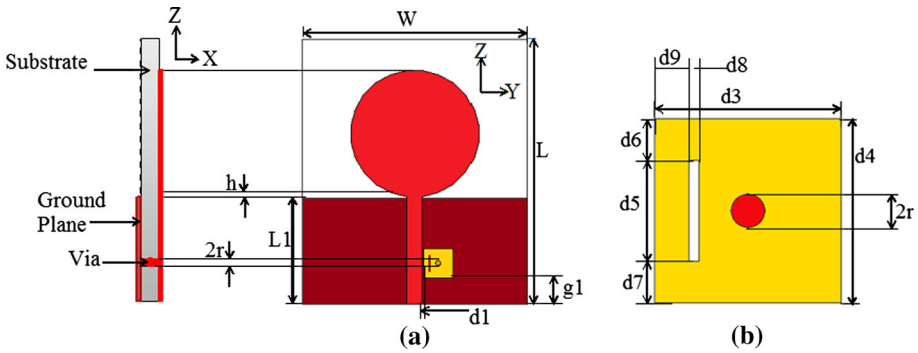 Z
X
Substrate
Ground
Plane
Via
W
Z
Y
L
h
L1
2r
g1
d1
(a)
d9
d8
d3
d6
d4
d5
2r
d7
(b)